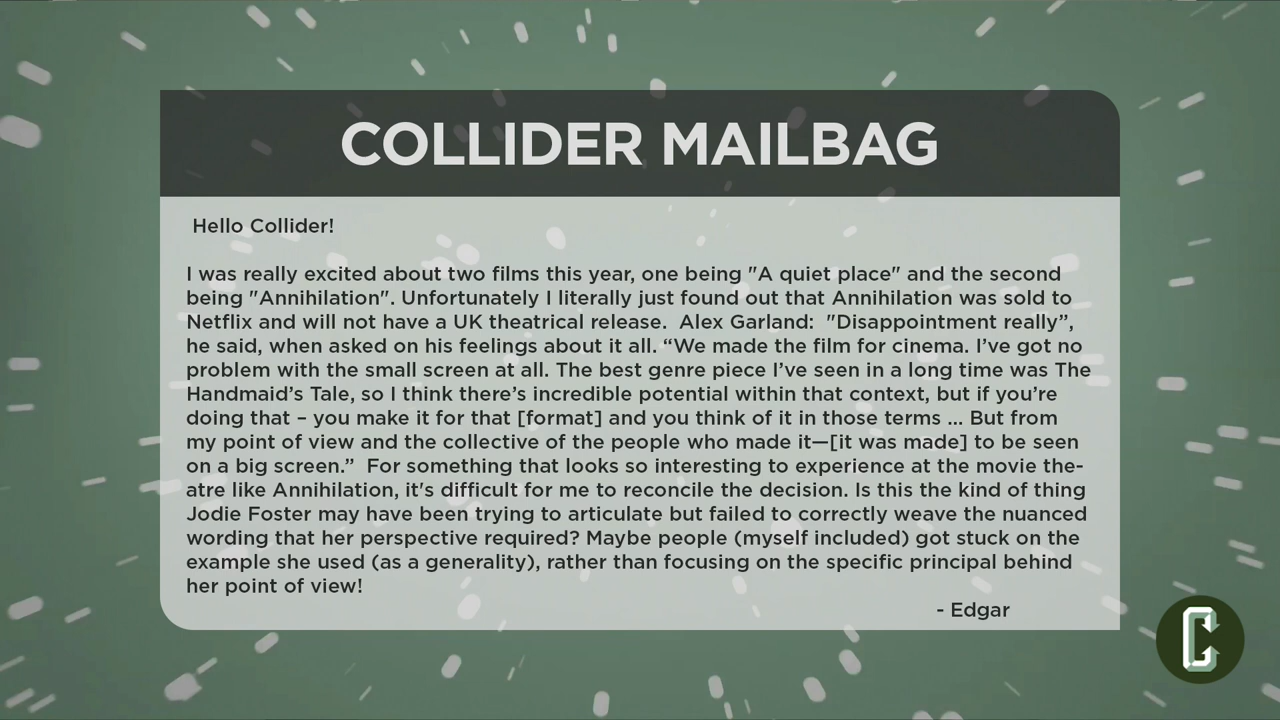 COLLIDER MAILBAG
Hello Collider!
I was really excited about two films this year, one being "A quiet place" and the second
being "Annihilation". Unfortunately I literally just found out that Annihilation was sold to
Netflix and will not have a UK theatrical release.  Alex Garland:  "Disappointment really”,
he said, when asked on his feelings about it all. “We made the film for cinema. I’ve got no
problem with the small screen at all. The best genre piece I’ve seen in a long time was The
Handmaid’s Tale, so I think there’s incredible potential within that context, but if you’re
doing that – you make it for that [format] and you think of it in those terms ... But from
my point of view and the collective of the people who made it—[it was made] to be seen
on a big screen.”  For something that looks so interesting to experience at the movie the-
atre like Annihilation, it's difficult for me to reconcile the decision. Is this the kind of thing
Jodie Foster may have been trying to articulate but failed to correctly weave the nuanced
wording that her perspective required? Maybe people (myself included) got stuck on the
example she used (as a generality), rather than focusing on the specific principal behind
her point of view!
- Edgar